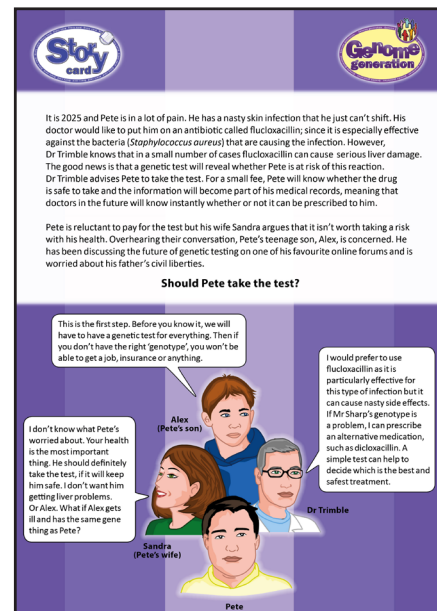 Story
card
Genome
generation
It is 2025 and Pete is in a lot of pain. He has a nasty skin infection that he just can't shift. His
doctor would like to put him on an antibiotic called flucloxacillin; since it is especially effective
against the bacteria (Staphylococcus aureus) that are causing the infection. However,
Dr Trimble knows that in a small number of cases flucloxacillin can cause serious liver damage.
The good news is that a genetic test will reveal whether Pete is at risk of this reaction.
Dr Trimble advises Pete to take the test. For a small fee, Pete will know whether the drug
is safe to take and the information will become part of his medical records, meaning that
doctors in the future will know instantly whether or not it can be prescribed to him.
Pete is reluctant to pay for the test but his wife Sandra argues that it isn't worth taking a risk
with his health. Overhearing their conversation, Pete's teenage son, Alex, is concerned. He
has been discussing the future of genetic testing on one of his favourite online forums and is
worried about his father's civil liberties.
Should Pete take the test?
This is the first step. Before you know it, we will
have to have a genetic test for everything. Then if
you don't have the right 'genotype', you won't be
able to get a job, insurance or anything.
Alex
(Pete's son)
I would prefer to use
flucloxacillin as it is
particularly effective for
this type of infection but it
can cause nasty side effects.
If Mr Sharp's genotype is
a problem, I can prescribe
an alternative medication,
such as dicloxacillin. A
simple test can help to
decide which is the best and
safest treatment.
Dr Trimble
I don't know what Pete's
worried about. Your health
is the most important
thing. He should definitely
take the test, if it will keep
him safe. I don't want him
getting liver problems.
Or Alex. What if Alex gets
ill and has the same gene
thing as Pete?
Sandra
(Pete's wife)
Pete